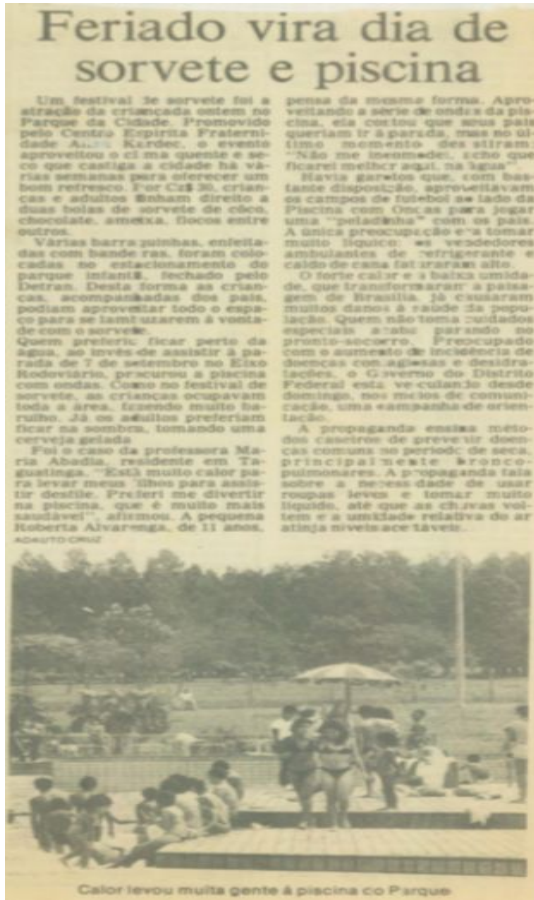 Feriado vira dia de
sorvete e piscina
Um festival de sorvete foi a
atração da criançada ontem no
Parque da Cidade. Promovido
pelo Centro Espírita Fraterni-
dade Kardec, o evento
aproveitou o clima quente e se-
co que castiga a cidade há vá-
rias semanas para oferecer um
bom refresco. Por Cz$ 30, crian-
ças e adultos tinham direito a
duas bolas de sorvete de côco,
chocolate, ameixa, flocos entre
outros.
Várias barraquinhas, enfeita-
das com bandeiras, foram colo-
cadas no estacionamento do
parque infantil, fechado pelo
Detran. Desta forma as crian-
ças, acompanhadas dos pais,
podiam aproveitar todo o espa-
ço para se lambuzarem à vonta-
de com o sorvete.
Quem preferiu ficar perto da
água, ao invés de assistir à pa-
rada de 7 de setembro no Eixo
Rodoviário, procurou a piscina
com ondas. Como no festival de
sorvete, as crianças ocupavam
toda a área, fazendo muito ba-
rulho. Já os adultos preferiam
ficar na sombra, tomando uma
cerveja gelada
Foi o caso da professora Ma-
ria Abadia, residente em Ta-
guatinga. "Está muito calor pa-
ra levar meus filhos para assis-
tir desfile. Preferi me divertir
na piscina, que é muito mais
saudável", afirmou. A pequena
Roberta Alvarenga, de 11 anos,
pensa da mesma forma. Apro-
veitando a série de ondas da pis-
cina, ela contou que seus pais
queriam ir à parada, mas no úl-
timo momento desistiram.
"Não me incomodei, acho que
ficarei melhor aqui, na água"
Havia garotos que, com bas-
tante disposição, aproveitavam
os campos de futebol ao lado da
Piscina com Ondas para jogar
uma "peladinha" com os pais.
A única preocupação era tomar
muito líquico: os vendedores
ambulantes de refrigerante e
caldo de cana faturaram alto.
O forte calor e a baixa umida-
de, que transformaram a paisa-
gem de Brasília, já causaram
muitos danos à saúde da popu-
lação. Quem não toma cuidados
especiais acaba parando no
pronto-socorro. Preocupado
com o aumento de incidência de
doenças contagiosas e desidra-
tações, o Governo do Distrito
Federal está veiculando desde
domingo, nos meios de comuni-
cação, uma campanha de orien-
tação.
A propaganda ensina méto-
dos caseiros de prevenir doen-
ças comuns no período de seca,
principalmente bronco-
pulmonares. A propaganda fala
sobre a necessidade de usar
roupas leves e tomar muito
líquido, até que as chuvas vol-
tem e a umidade relativa do ar
atinja níveis aceitáveis.
ADAUTO CRUZ
Calor levou muita gente à piscina do Parque